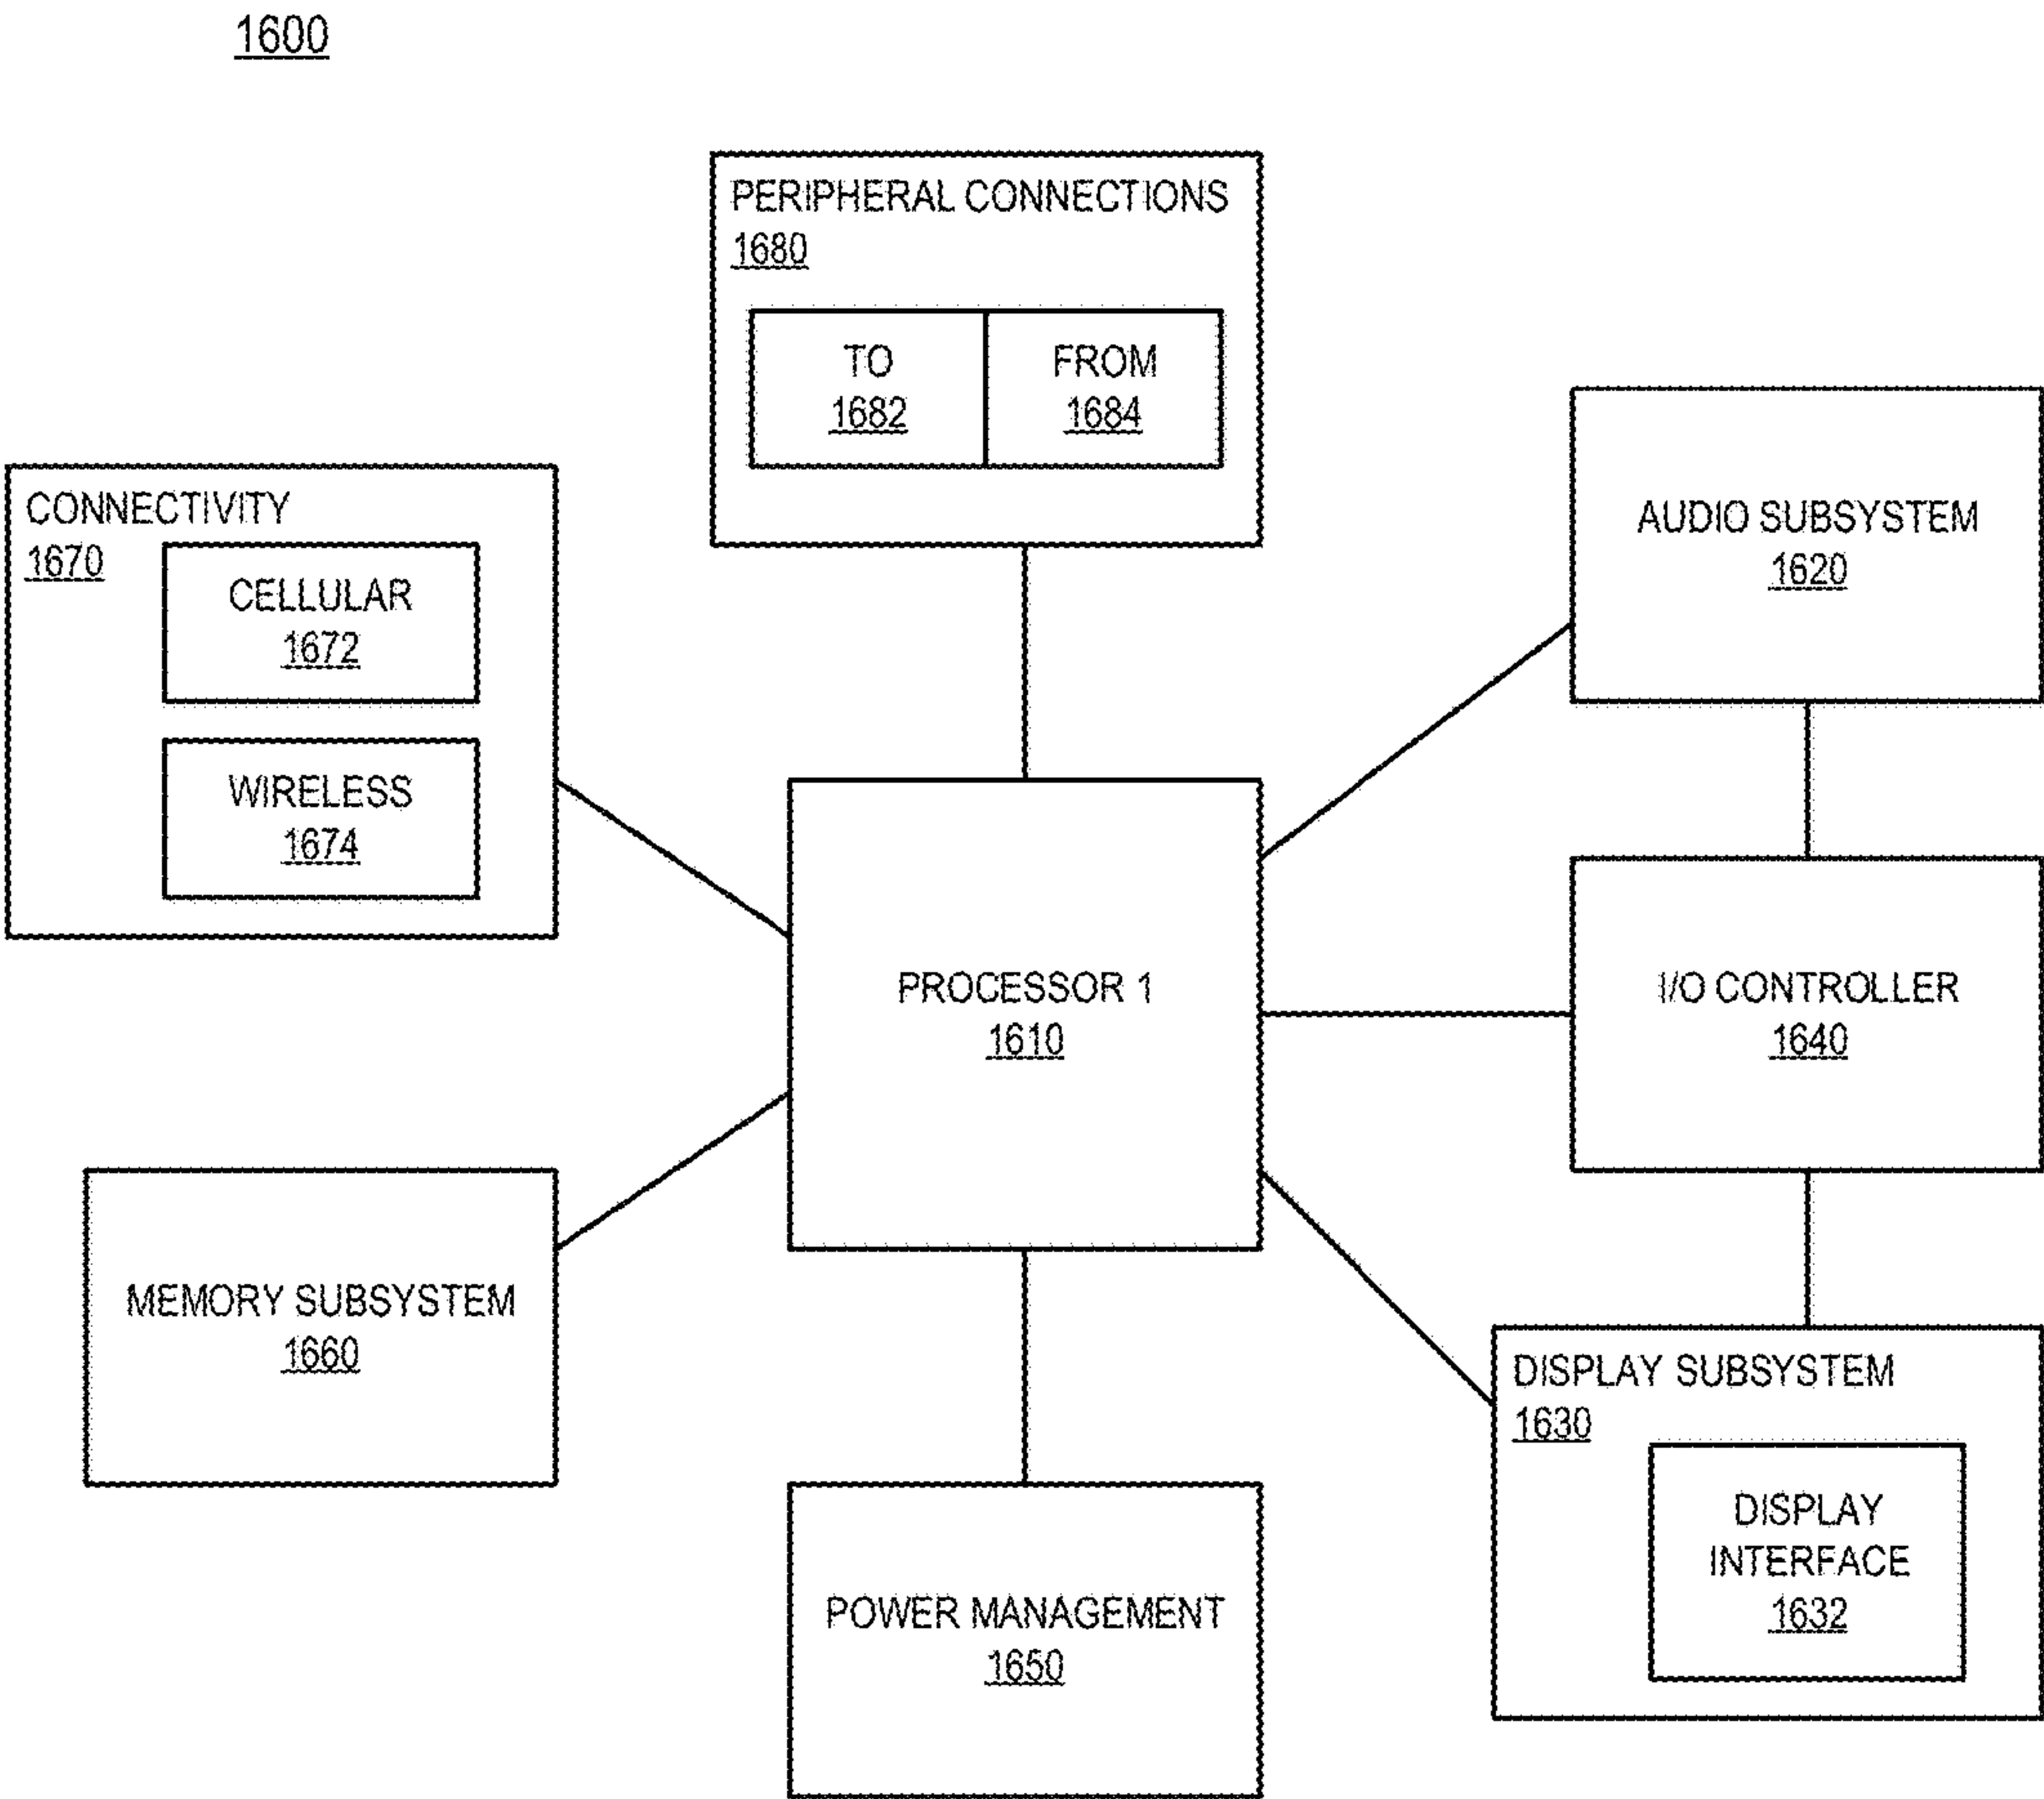 1600
PERIPHERAL CONNECTIONS
1680
TO
1682
FROM
1684
CONNECTIVITY
1670
CELLULAR
1672
WIRELESS
1674
AUDIO SUBSYSTEM
1620
PROCESSOR 1
1610
I/O CONTROLLER
1640
MEMORY SUBSYSTEM
1660
DISPLAY SUBSYSTEM
1630
DISPLAY
INTERFACE
1632
POWER MANAGEMENT
1650